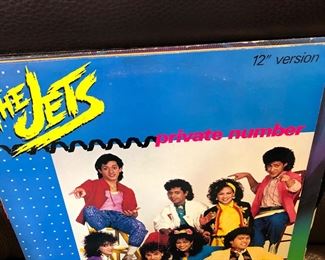 THE JETS
12" version
private number